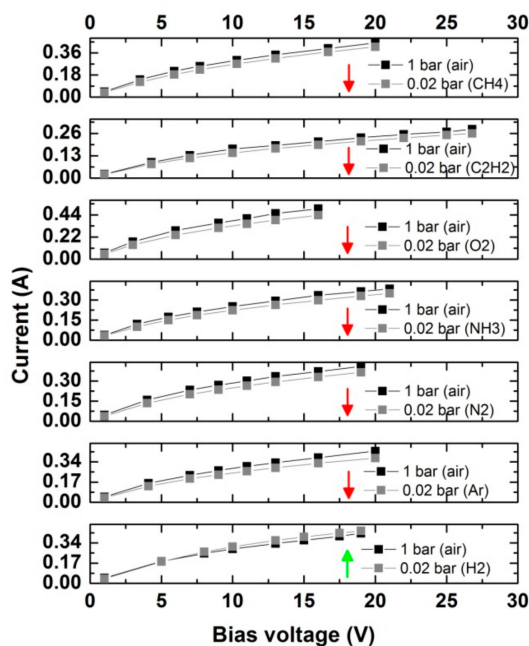 0 5 10 15 20 25 30
0.36
1 bar (air)
0.18
0.02 bar (CH4)
0.00
0.26
1 bar (air)
0.13
0.02 bar (C2H2)
0.00
0.44
1 bar (air)
0.22
0.02 bar (O2)
0.00
0.30
1 bar (air)
0.15
0.02 bar (NH3)
0.00
0.30
1 bar (air)
0.15
0.02 bar (N2)
0.00
0.34
1 bar (air)
0.17
0.02 bar (Ar)
0.00
0.34
1 bar (air)
0.17
0.02 bar (H2)
0.00
0 5 10 15 20 25 30
Current (A)
Bias voltage (V)